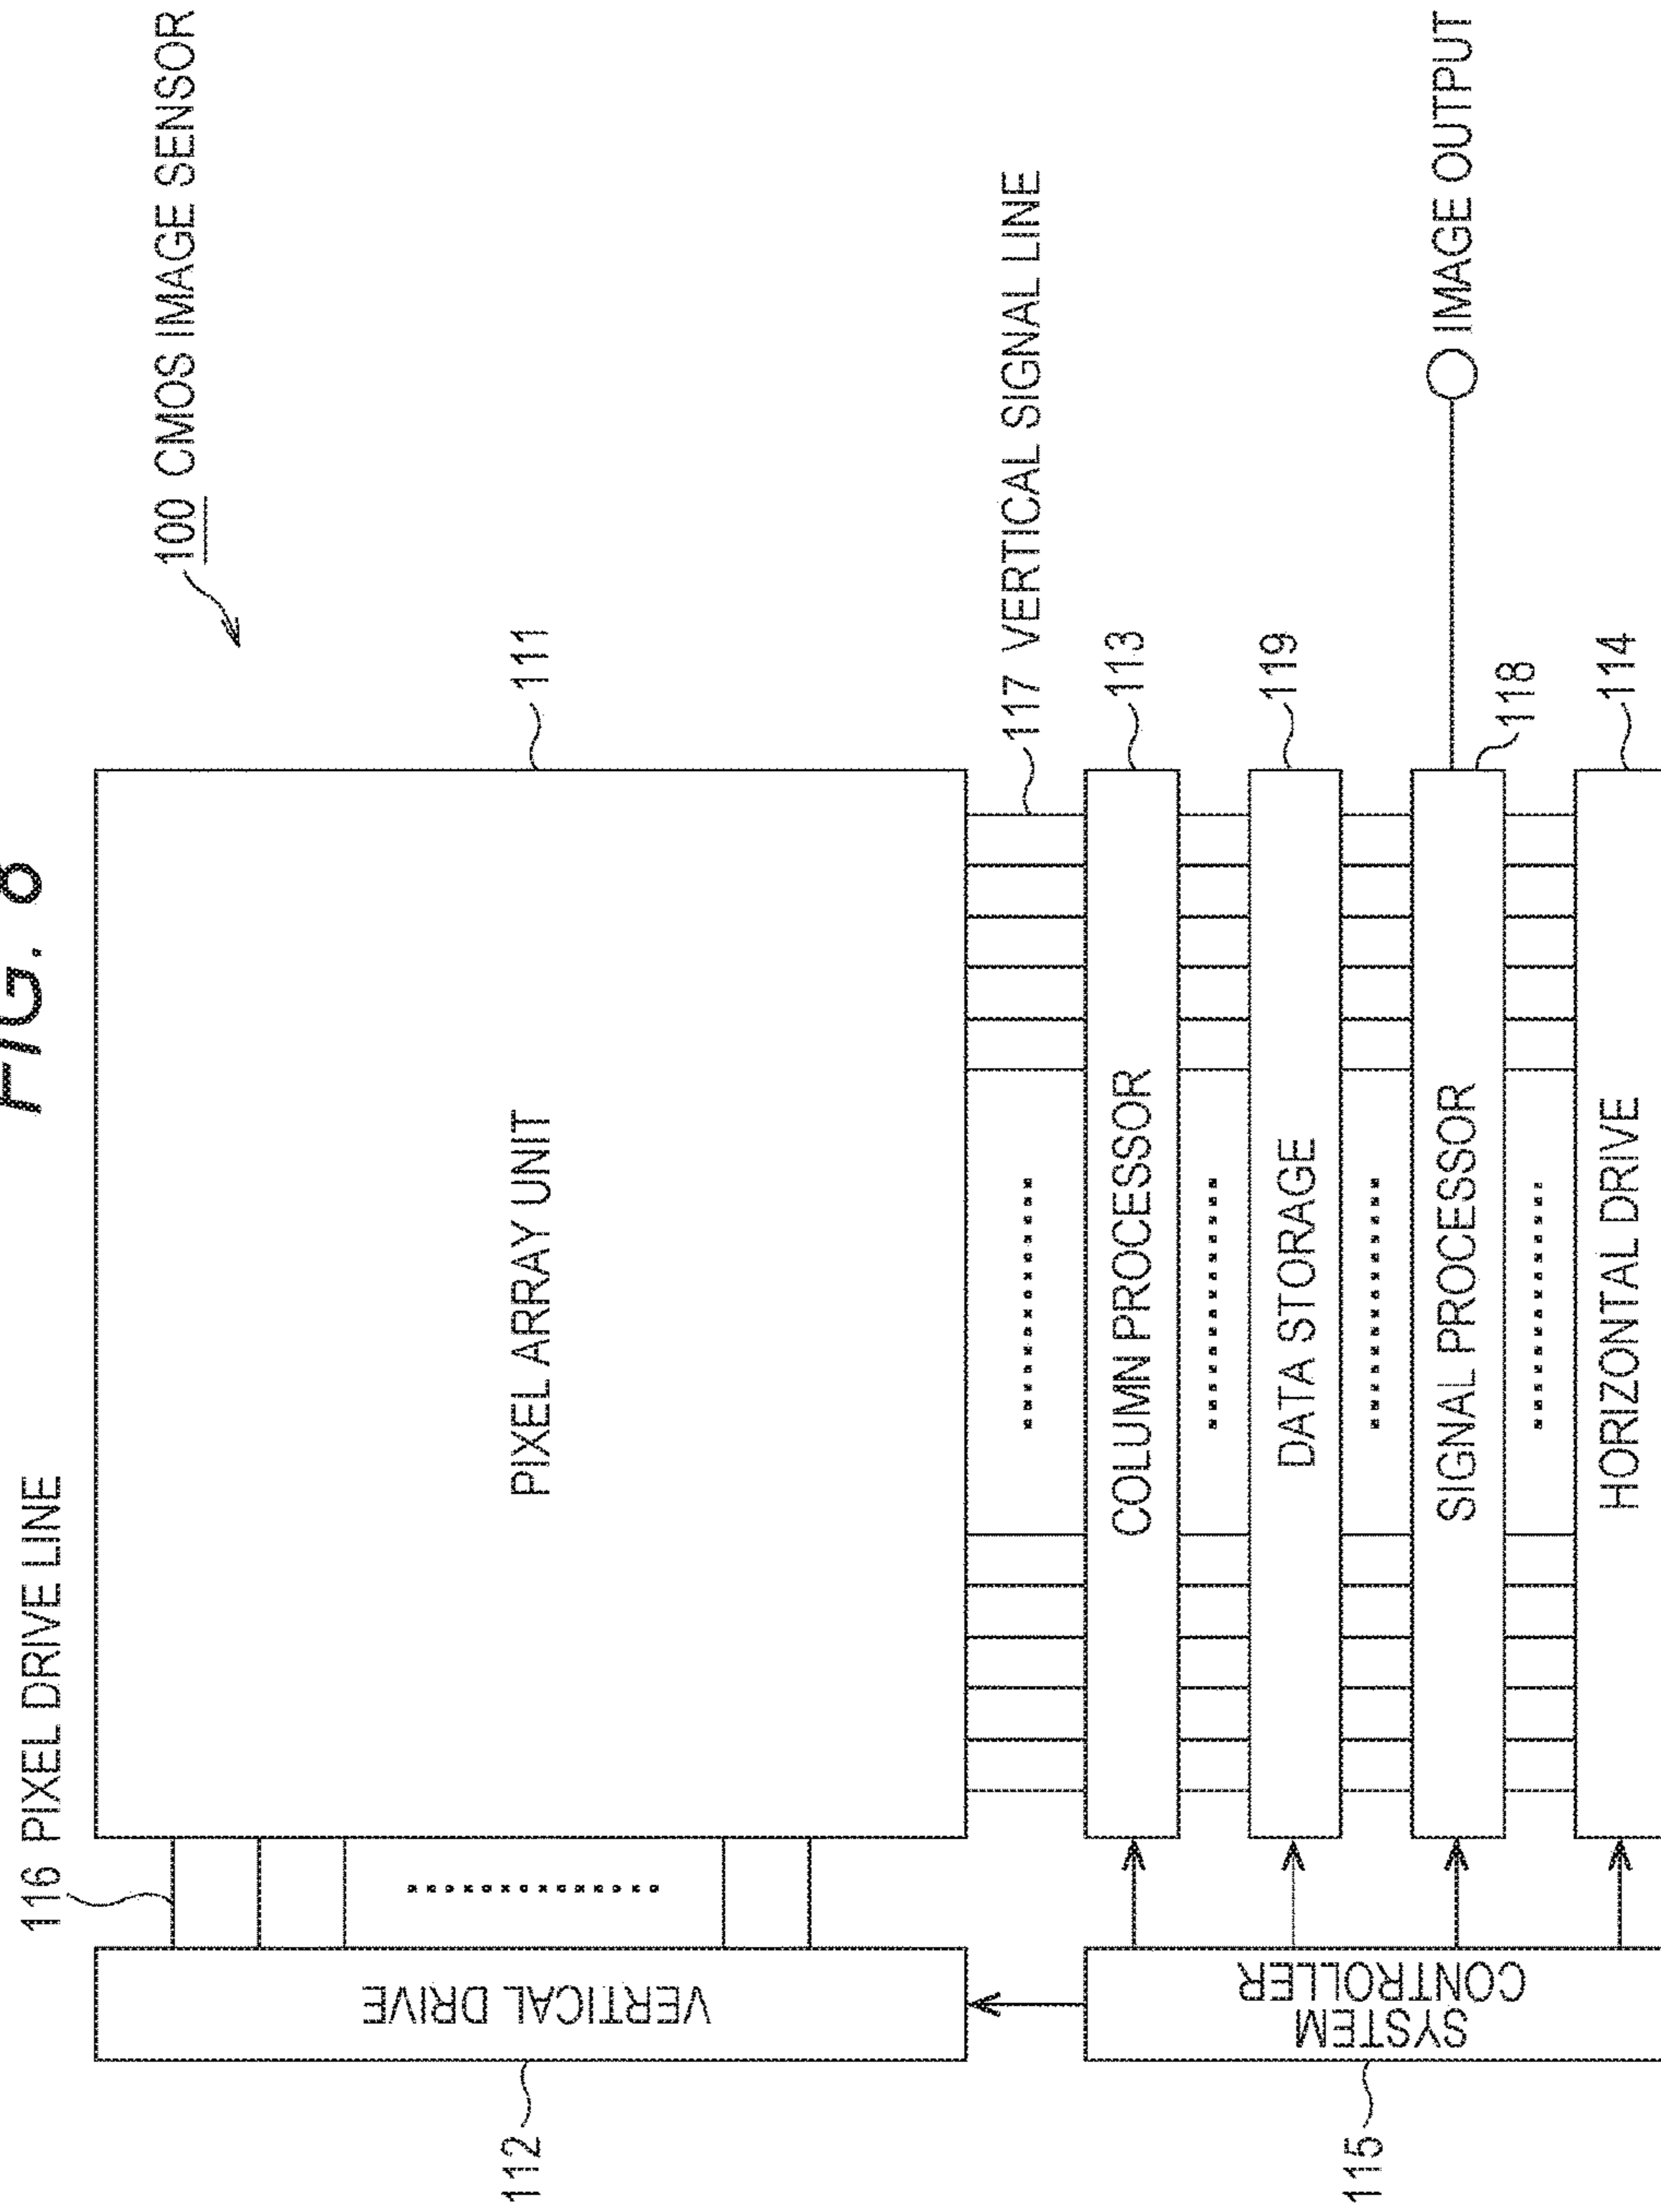 FIG. 8
116 PIXEL DRIVE LINE
100 CMOS IMAGE SENSOR
112
VERTICAL DRIVE
PIXEL ARRAY UNIT
111
117 VERTICAL SIGNAL LINE
115
SYSTEM
CONTROLLER
COLUMN PROCESSOR
113
DATA STORAGE
119
SIGNAL PROCESSOR
118
IMAGE OUTPUT
HORIZONTAL DRIVE
114